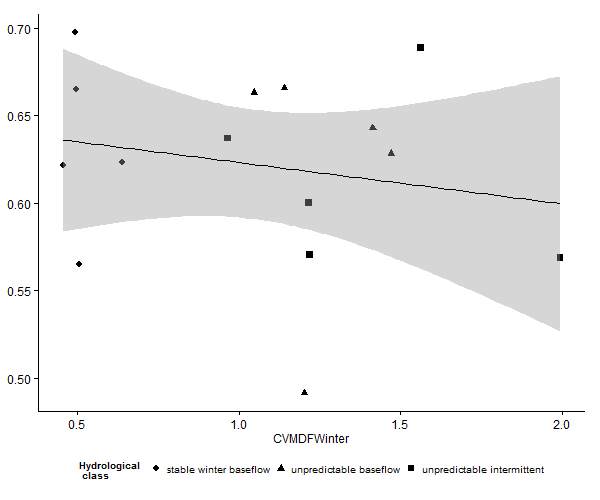 0.70
0.65
0.60
0.55
0.50
0.5 1.0 1.5 2.0
CVMDFWinter
Hydrological
class
stable winter baseflow unpredictable baseflow unpredictable intermittent